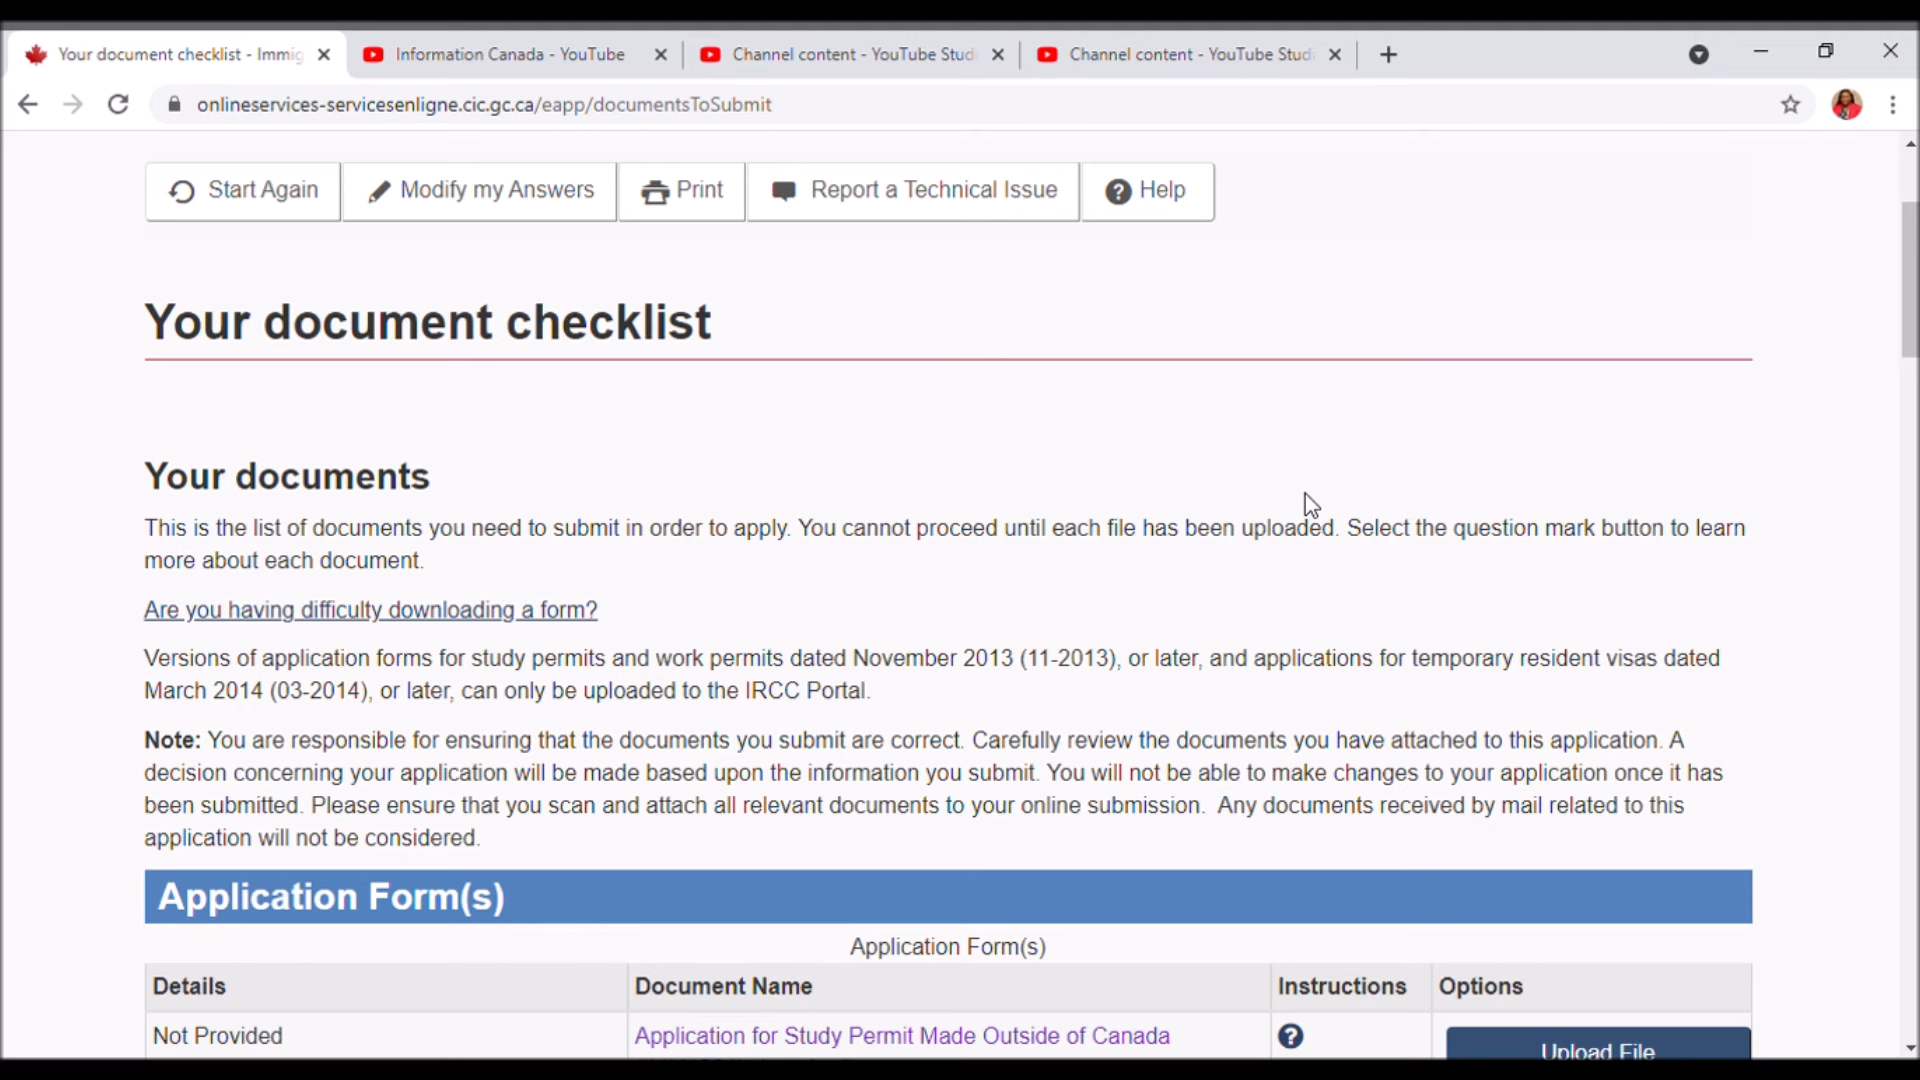 Your document checklist - Immig
Information Canada - YouTube
Channel content - YouTube Stud
Channel content - YouTube Stud
onlineservices-servicesenligne.cic.gc.ca/eapp/documentsToSubmit
Start Again
Modify my Answers
Print
Report a Technical Issue
Help
Your document checklist
Your documents
This is the list of documents you need to submit in order to apply. You cannot proceed until each file has been uploaded. Select the question mark button to learn
more about each document.
Are you having difficulty downloading a form?
Versions of application forms for study permits and work permits dated November 2013 (11-2013), or later, and applications for temporary resident visas dated
March 2014 (03-2014), or later, can only be uploaded to the IRCC Portal.
Note: You are responsible for ensuring that the documents you submit are correct. Carefully review the documents you have attached to this application. A
decision concerning your application will be made based upon the information you submit. You will not be able to make changes to your application once it has
been submitted. Please ensure that you scan and attach all relevant documents to your online submission. Any documents received by mail related to this
application will not be considered.
Application Form(s)
Application Form(s)
Details Document Name Instructions Options
Not Provided Application for Study Permit Made Outside of Canada ?
Upload File